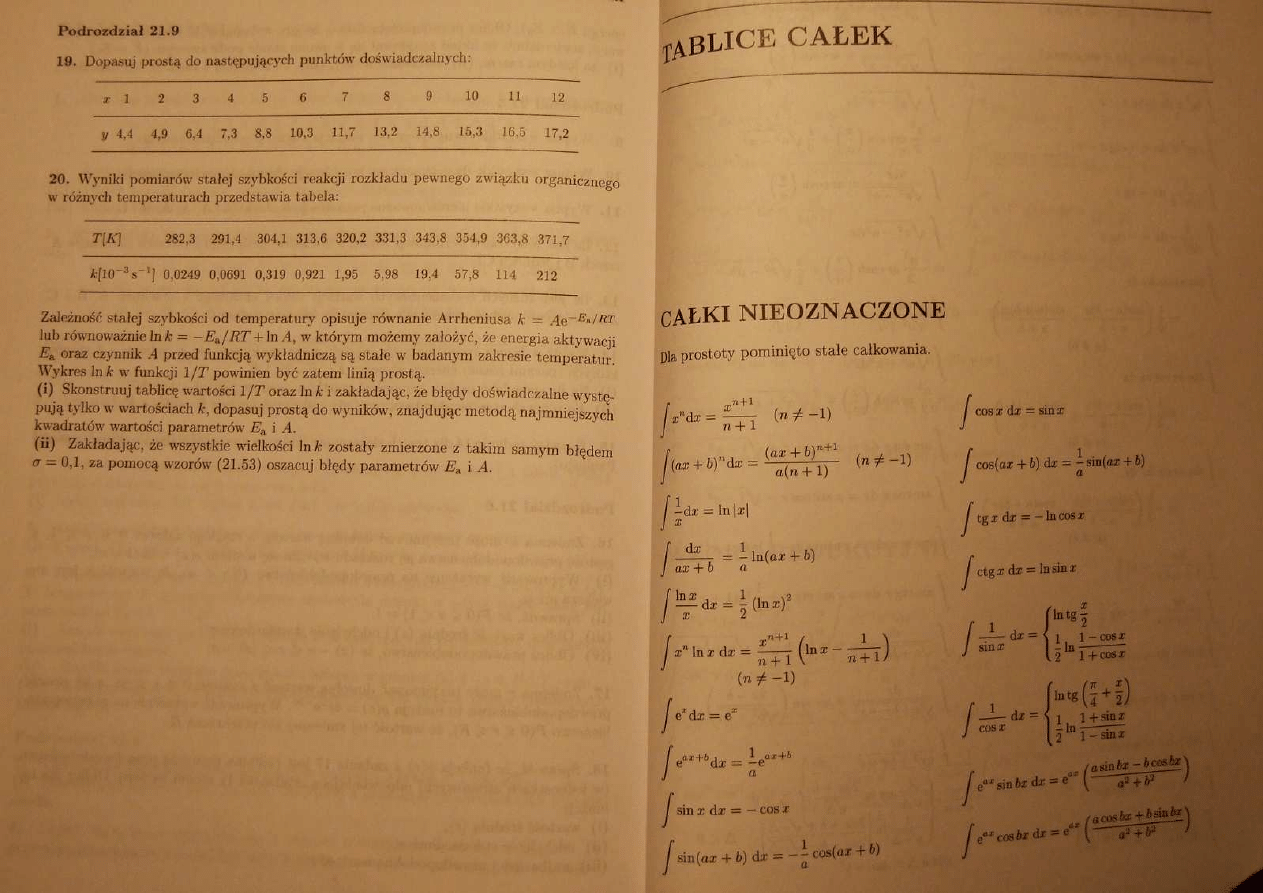 Podrozdział 21.9
19. Dopasuj prostą do następujących punktów doświadczalnych:
x 1 2 3 4 5 6 7 8 9 10 11 12
y 4,4 4,9 6,4 7,3 8,8 10,3 11,7 13,2 14,8 15,3 16,5 17,2
20. Wyniki pomiarów stałej szybkości reakcji rozkładu pewnego związku organicznego
w różnych temperaturach przedstawia tabela:
T[K] 282,3 291,4 304,1 313,6 320,2 331,3 343,8 354,9 363,8 371,7
k[10⁻³ s⁻¹] 0,0249 0,0691 0,319 0,921 1,95 5,98 19,4 57,8 114 212
Zależność stałej szybkości od temperatury opisuje równanie Arrheniusa k = Ae^{−Eₐ/RT}
lub równoważnie ln k = −Eₐ/RT + ln A, w którym możemy założyć, że energia aktywacji
Eₐ oraz czynnik A przed funkcją wykładniczą są stałe w badanym zakresie temperatur.
Wykres ln k w funkcji 1/T powinien być zatem linią prostą.
(i) Skonstruuj tablicę wartości 1/T oraz ln k i zakładając, że błędy doświadczalne wystę-
pują tylko w wartościach k, dopasuj prostą do wyników, znajdując metodą najmniejszych
kwadratów wartości parametrów Eₐ i A.
(ii) Zakładając, że wszystkie wielkości ln k zostały zmierzone z takim samym błędem
σ = 0,1, za pomocą wzorów (21.53) oszacuj błędy parametrów Eₐ i A.
TABLICE CAŁEK
CAŁKI NIEOZNACZONE
Dla prostoty pominięto stałe całkowania.
∫ xⁿ dx = xⁿ⁺¹/(n + 1) (n ≠ −1)
∫ (ax + b)ⁿ dx = (ax + b)ⁿ⁺¹/(a(n + 1)) (n ≠ −1)
∫ 1/x dx = ln |x|
∫ dx/(ax + b) = 1/a ln(ax + b)
∫ ln x/x dx = 1/2 (ln x)²
∫ xⁿ ln x dx = xⁿ⁺¹/(n + 1) (ln x − 1/(n + 1))
(n ≠ −1)
∫ eˣ dx = eˣ
∫ e^{ax+b} dx = 1/a e^{ax+b}
∫ sin x dx = − cos x
∫ sin(ax + b) dx = −1/a cos(ax + b)
∫ cos x dx = sin x
∫ cos(ax + b) dx = 1/a sin(ax + b)
∫ tg x dx = − ln cos x
∫ ctg x dx = ln sin x
∫ 1/sin x dx = { ln tg x/2
1/2 ln (1 − cos x)/(1 + cos x)
∫ 1/cos x dx = { ln tg (π/4 + x/2)
1/2 ln (1 + sin x)/(1 − sin x)
∫ e^{ax} sin bx dx = e^{ax} ((a sin bx − b cos bx)/(a² + b²))
∫ e^{ax} cos bx dx = e^{ax} ((a cos bx + b sin bx)/(a² + b²))